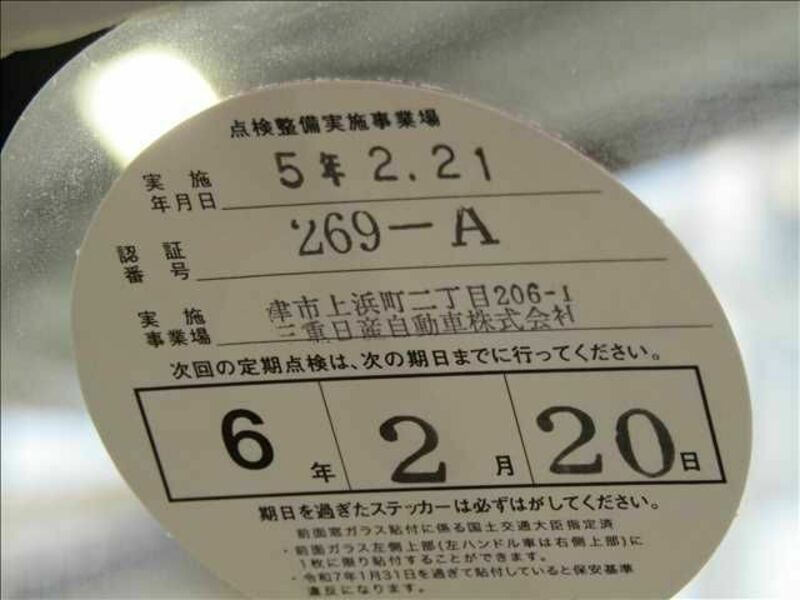 点検整備実施事業場
実施年月日 5年2.21
認証番号 269-A
実施事業場 津市上浜町二丁目206-1
三重日産自動車株式会社
次回の定期点検は、次の期日までに行ってください。
6年 2月 20日
期日を過ぎたステッカーは必ずはがしてください。
前面窓ガラス貼付に係る国土交通大臣指定済
・前面ガラス左側上部(左ハンドル車は右側上部)に
1枚に限り貼付することができます。
・令和7年1月31日を過ぎて貼付していると保安基準
違反になります。